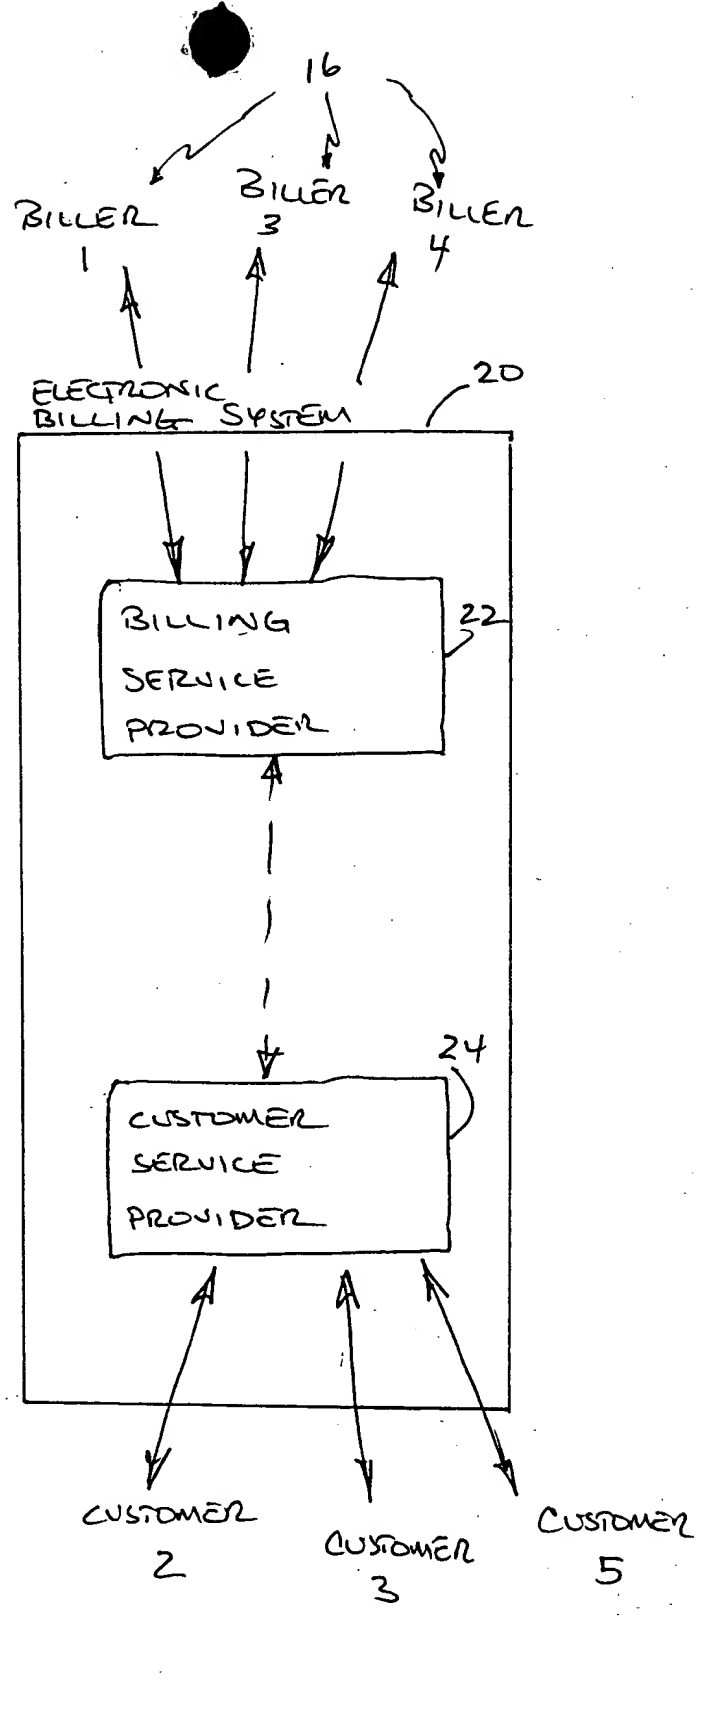 16
BILLER
1
BILLER
3
BILLER
4
ELECTRONIC
BILLING SYSTEM
20
BILLING
SERVICE
PROVIDER
22
24
CUSTOMER
SERVICE
PROVIDER
CUSTOMER
2
CUSTOMER
3
CUSTOMER
5